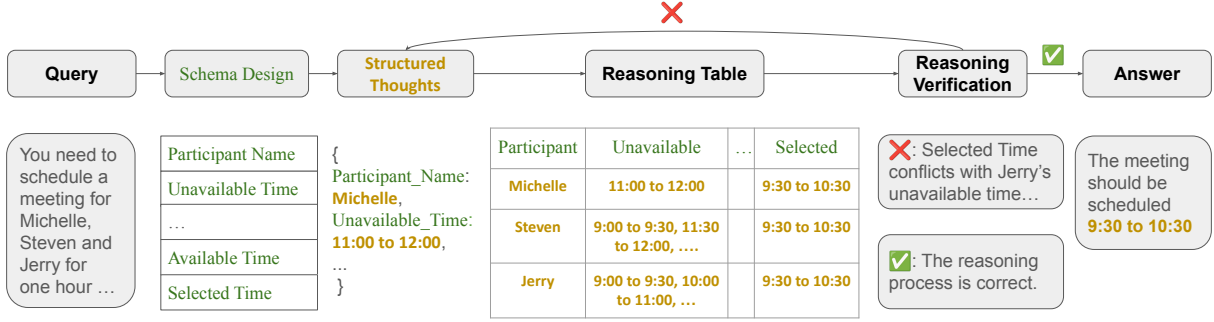 Query
Schema Design
Structured
Thoughts
Reasoning Table
Reasoning
Verification
Answer
You need to
schedule a
meeting for
Michelle,
Steven and
Jerry for
one hour …
Participant Name
Unavailable Time
…
Available Time
Selected Time
{
Participant_Name:
Michelle,
Unavailable_Time:
11:00 to 12:00,
...
}
Participant Unavailable … Selected
Michelle 11:00 to 12:00 9:30 to 10:30
Steven 9:00 to 9:30, 11:30
to 12:00, …. 9:30 to 10:30
Jerry 9:00 to 9:30, 10:00
to 11:00, … 9:30 to 10:30
❌: Selected Time
conflicts with Jerry's
unavailable time…
✅: The reasoning
process is correct.
The meeting
should be
scheduled
9:30 to 10:30